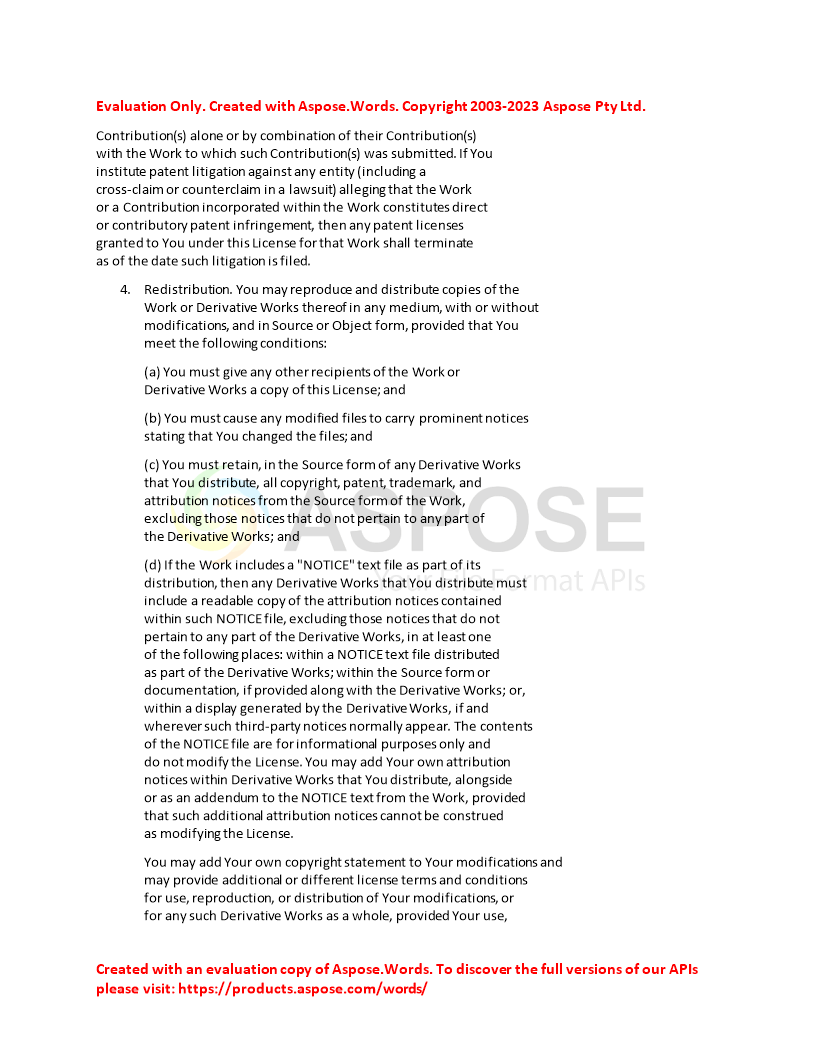 Evaluation Only. Created with Aspose.Words. Copyright 2003-2023 Aspose Pty Ltd.
Contribution(s) alone or by combination of their Contribution(s)
with the Work to which such Contribution(s) was submitted. If You
institute patent litigation against any entity (including a
cross-claim or counterclaim in a lawsuit) alleging that the Work
or a Contribution incorporated within the Work constitutes direct
or contributory patent infringement, then any patent licenses
granted to You under this License for that Work shall terminate
as of the date such litigation is filed.
4. Redistribution. You may reproduce and distribute copies of the
Work or Derivative Works thereof in any medium, with or without
modifications, and in Source or Object form, provided that You
meet the following conditions:
(a) You must give any other recipients of the Work or
Derivative Works a copy of this License; and
(b) You must cause any modified files to carry prominent notices
stating that You changed the files; and
(c) You must retain, in the Source form of any Derivative Works
that You distribute, all copyright, patent, trademark, and
attribution notices from the Source form of the Work,
excluding those notices that do not pertain to any part of
the Derivative Works; and
ASPOSE
(d) If the Work includes a "NOTICE" text file as part of its
distribution, then any Derivative Works that You distribute must
Format APIs
include a readable copy of the attribution notices contained
within such NOTICE file, excluding those notices that do not
pertain to any part of the Derivative Works, in at least one
of the following places: within a NOTICE text file distributed
as part of the Derivative Works; within the Source form or
documentation, if provided along with the Derivative Works; or,
within a display generated by the Derivative Works, if and
wherever such third-party notices normally appear. The contents
of the NOTICE file are for informational purposes only and
do not modify the License. You may add Your own attribution
notices within Derivative Works that You distribute, alongside
or as an addendum to the NOTICE text from the Work, provided
that such additional attribution notices cannot be construed
as modifying the License.
You may add Your own copyright statement to Your modifications and
may provide additional or different license terms and conditions
for use, reproduction, or distribution of Your modifications, or
for any such Derivative Works as a whole, provided Your use,
Created with an evaluation copy of Aspose.Words. To discover the full versions of our APIs
please visit: https://products.aspose.com/words/